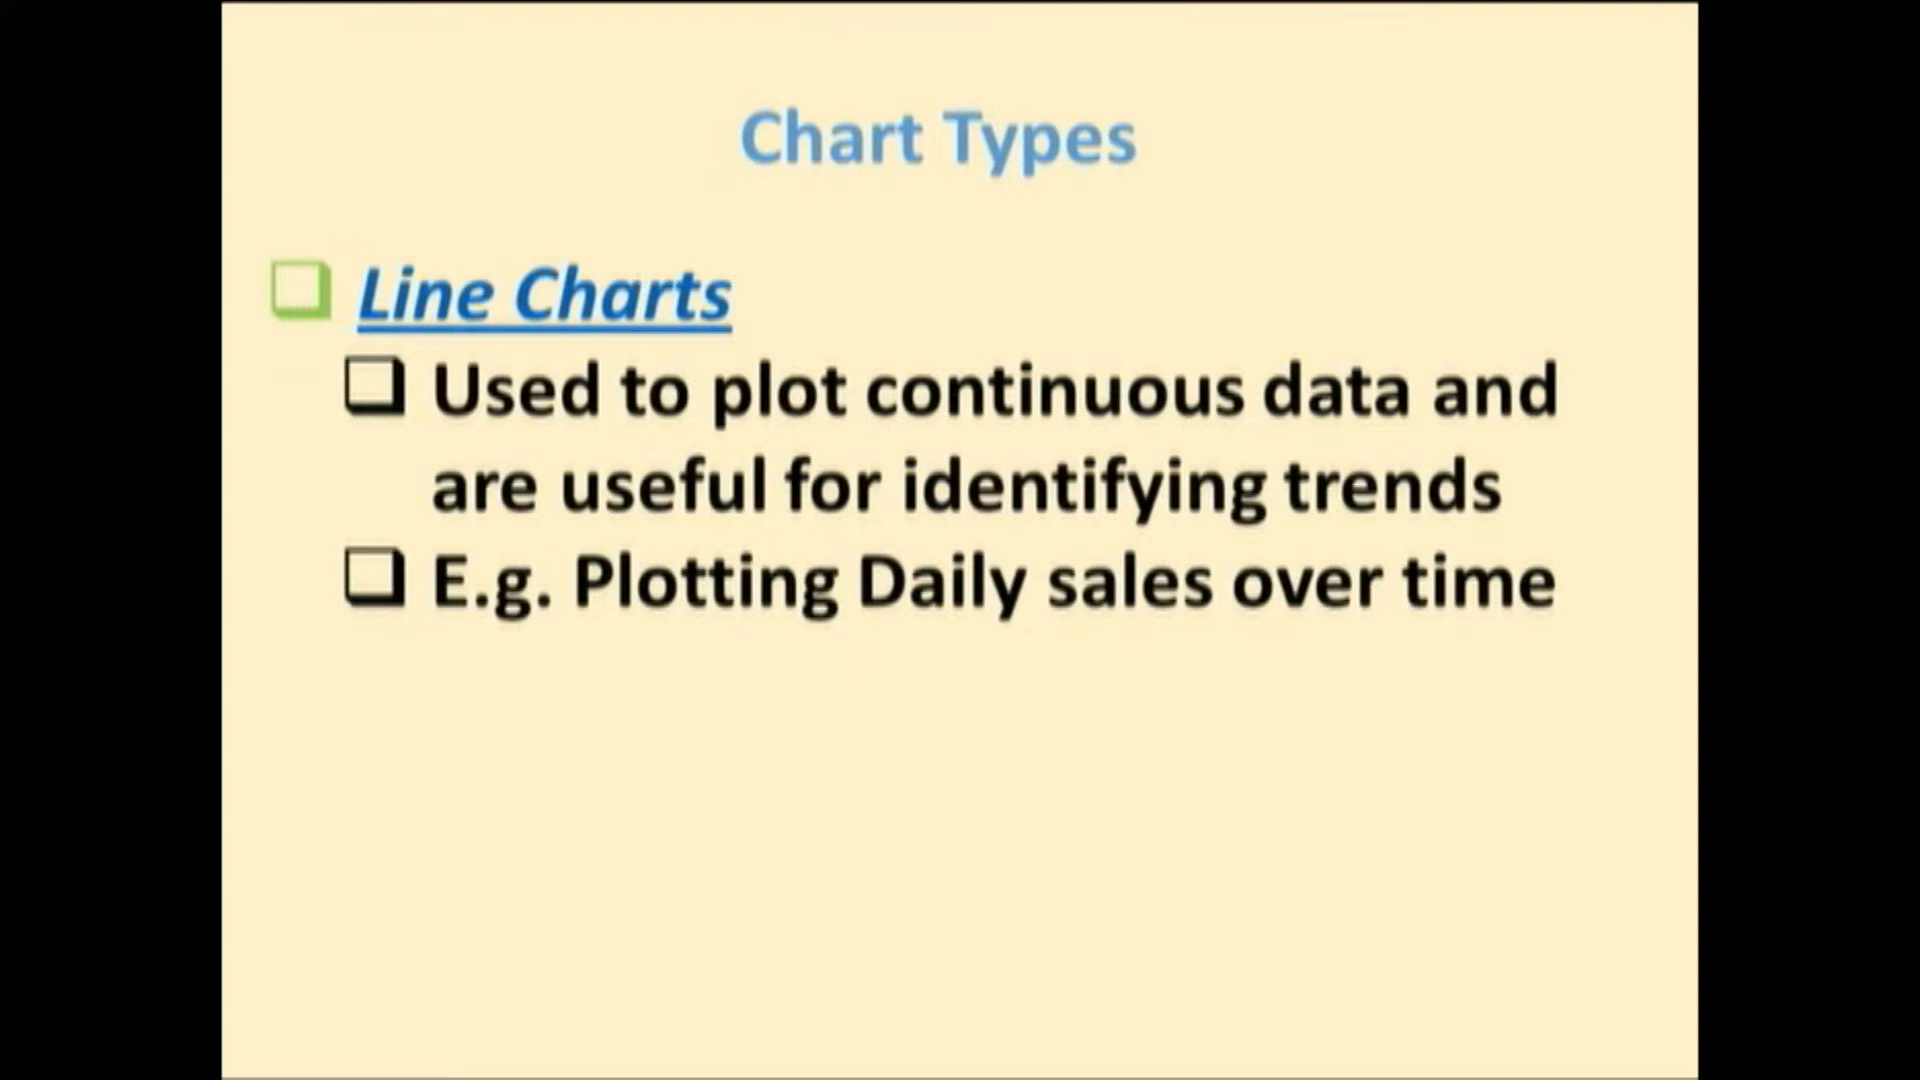 Chart Types
Line Charts
Used to plot continuous data and
are useful for identifying trends
E.g. Plotting Daily sales over time